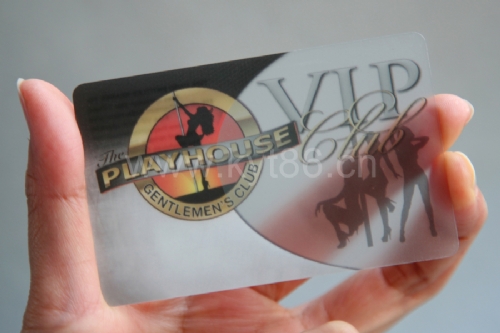 VIP
Club
The
PLAYHOUSE
GENTLEMEN'S CLUB